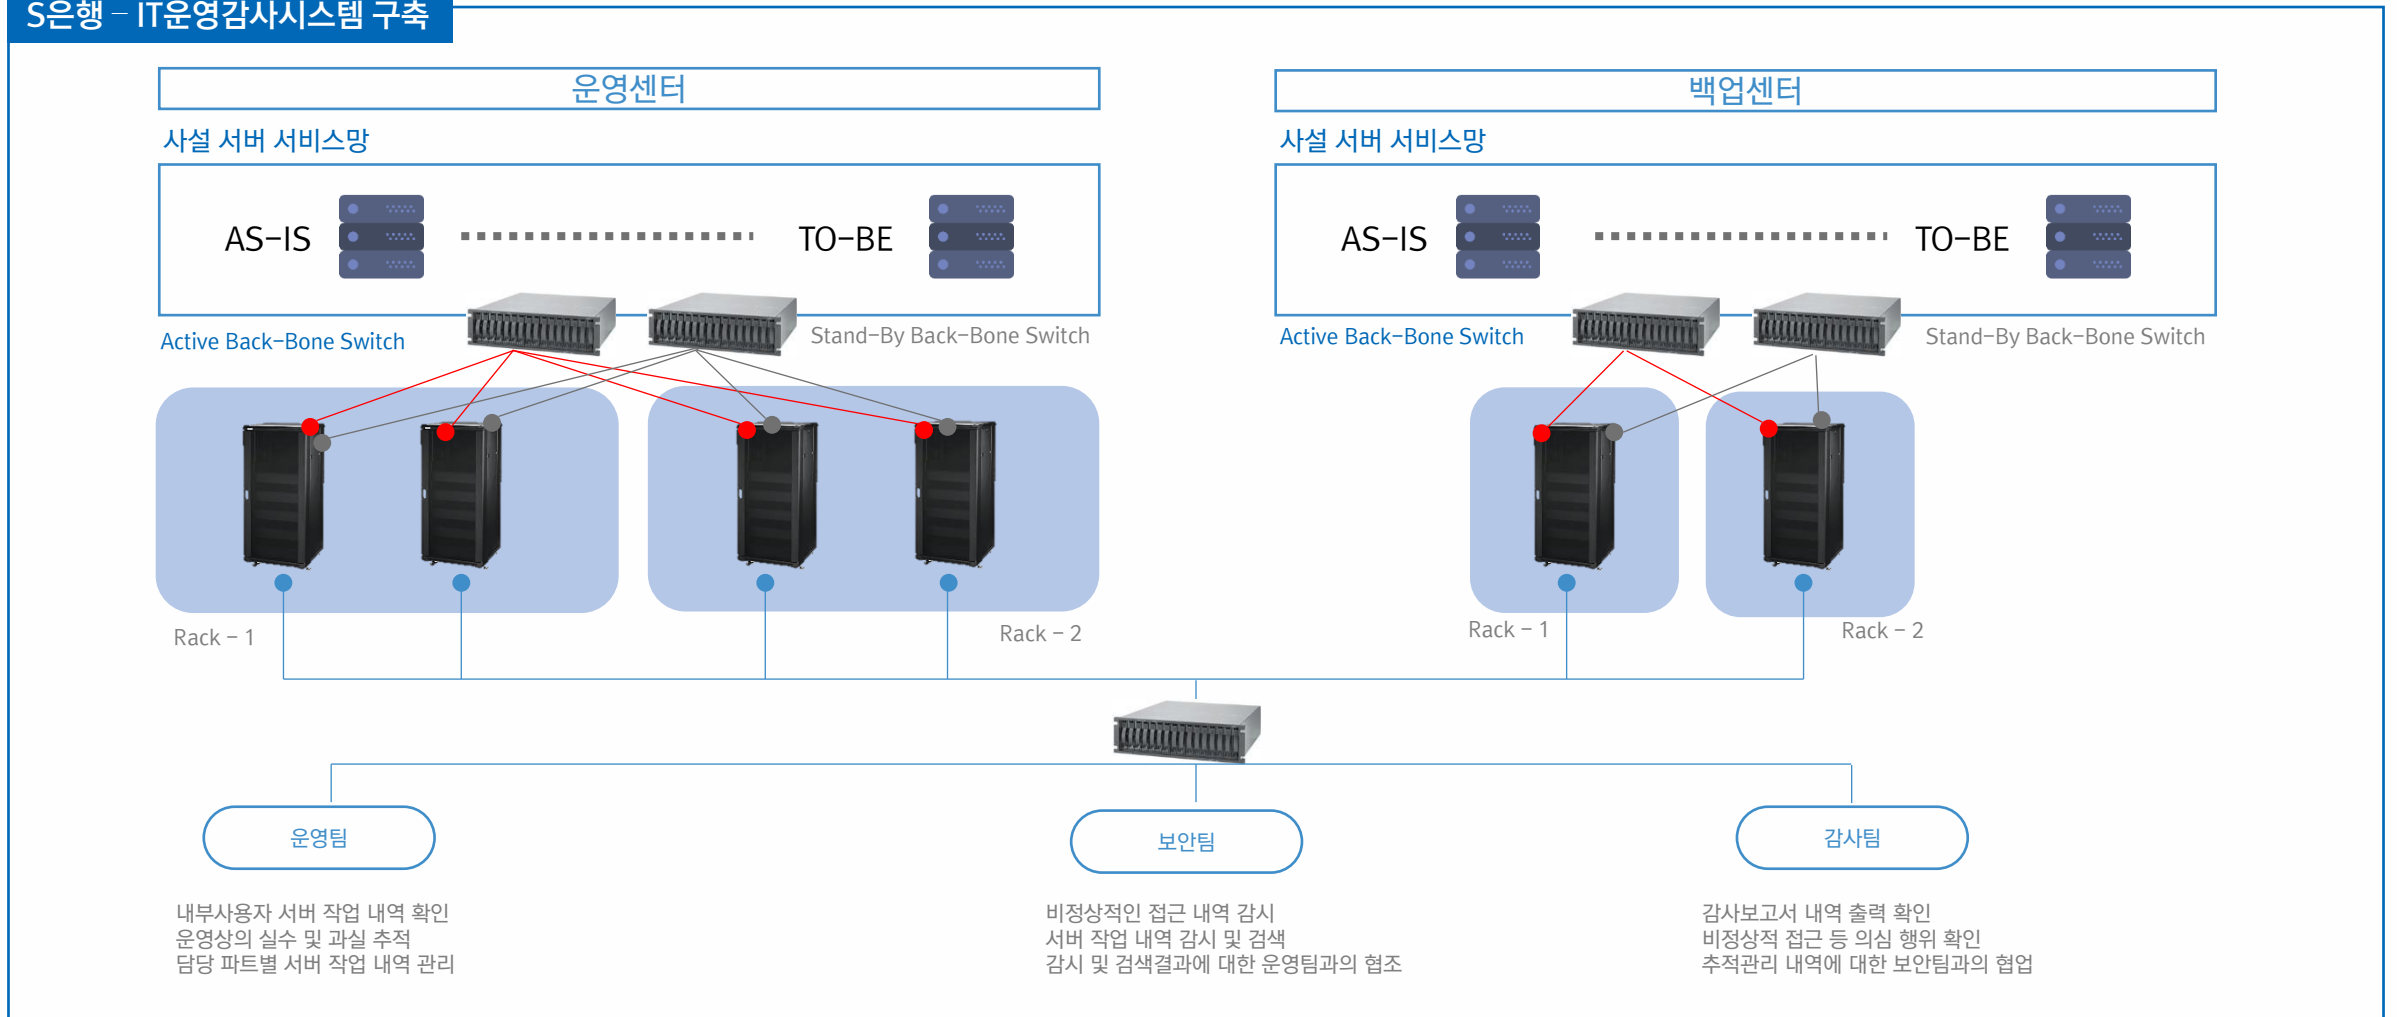 S은행 – IT운영감사시스템 구축
운영센터
사설 서버 서비스망
AS-IS
TO-BE
Active Back-Bone Switch
Stand-By Back-Bone Switch
Rack - 1
Rack - 2
백업센터
사설 서버 서비스망
AS-IS
TO-BE
Active Back-Bone Switch
Stand-By Back-Bone Switch
Rack - 1
Rack - 2
운영팀
내부사용자 서버 작업 내역 확인
운영상의 실수 및 과실 추적
담당 파트별 서버 작업 내역 관리
보안팀
비정상적인 접근 내역 감시
서버 작업 내역 감시 및 검색
감시 및 검색결과에 대한 운영팀과의 협조
감사팀
감사보고서 내역 출력 확인
비정상적 접근 등 의심 행위 확인
추적관리 내역에 대한 보안팀과의 협업